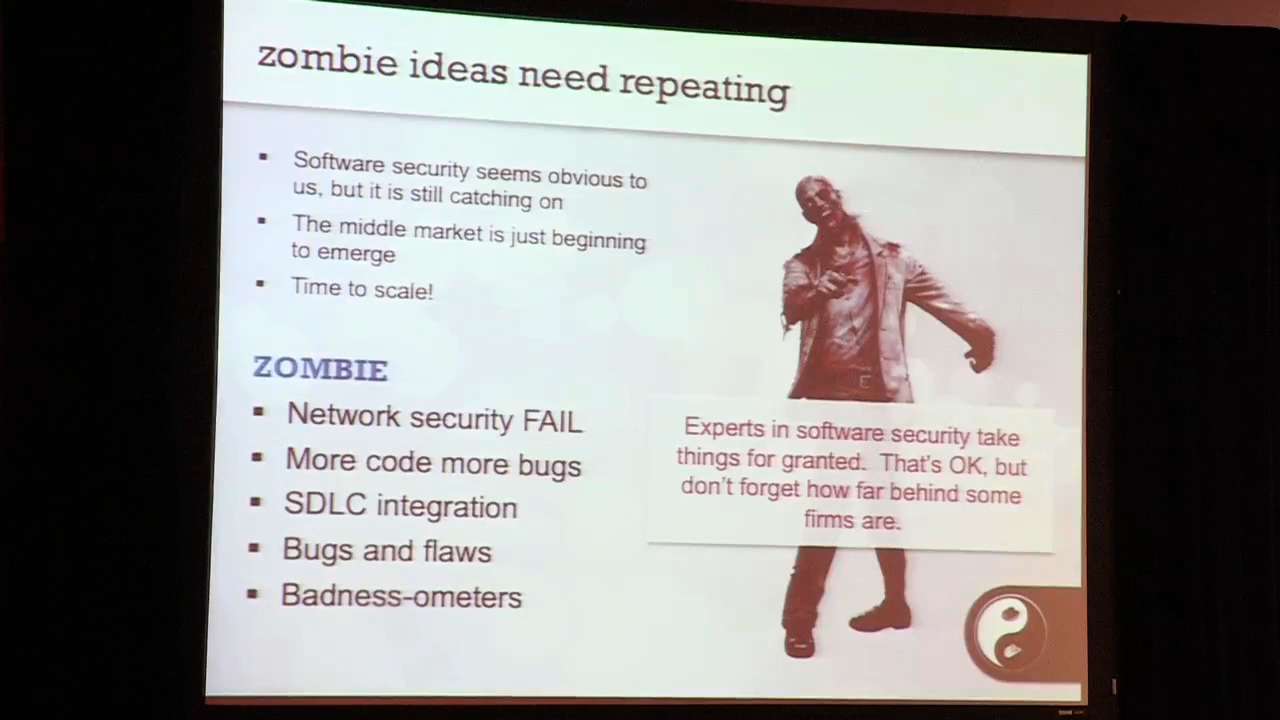 zombie ideas need repeating
▪ Software security seems obvious to
us, but it is still catching on
▪ The middle market is just beginning
to emerge
▪ Time to scale!
ZOMBIE
▪ Network security FAIL
▪ More code more bugs
▪ SDLC integration
▪ Bugs and flaws
▪ Badness-ometers
Experts in software security take
things for granted. That's OK, but
don't forget how far behind some
firms are.